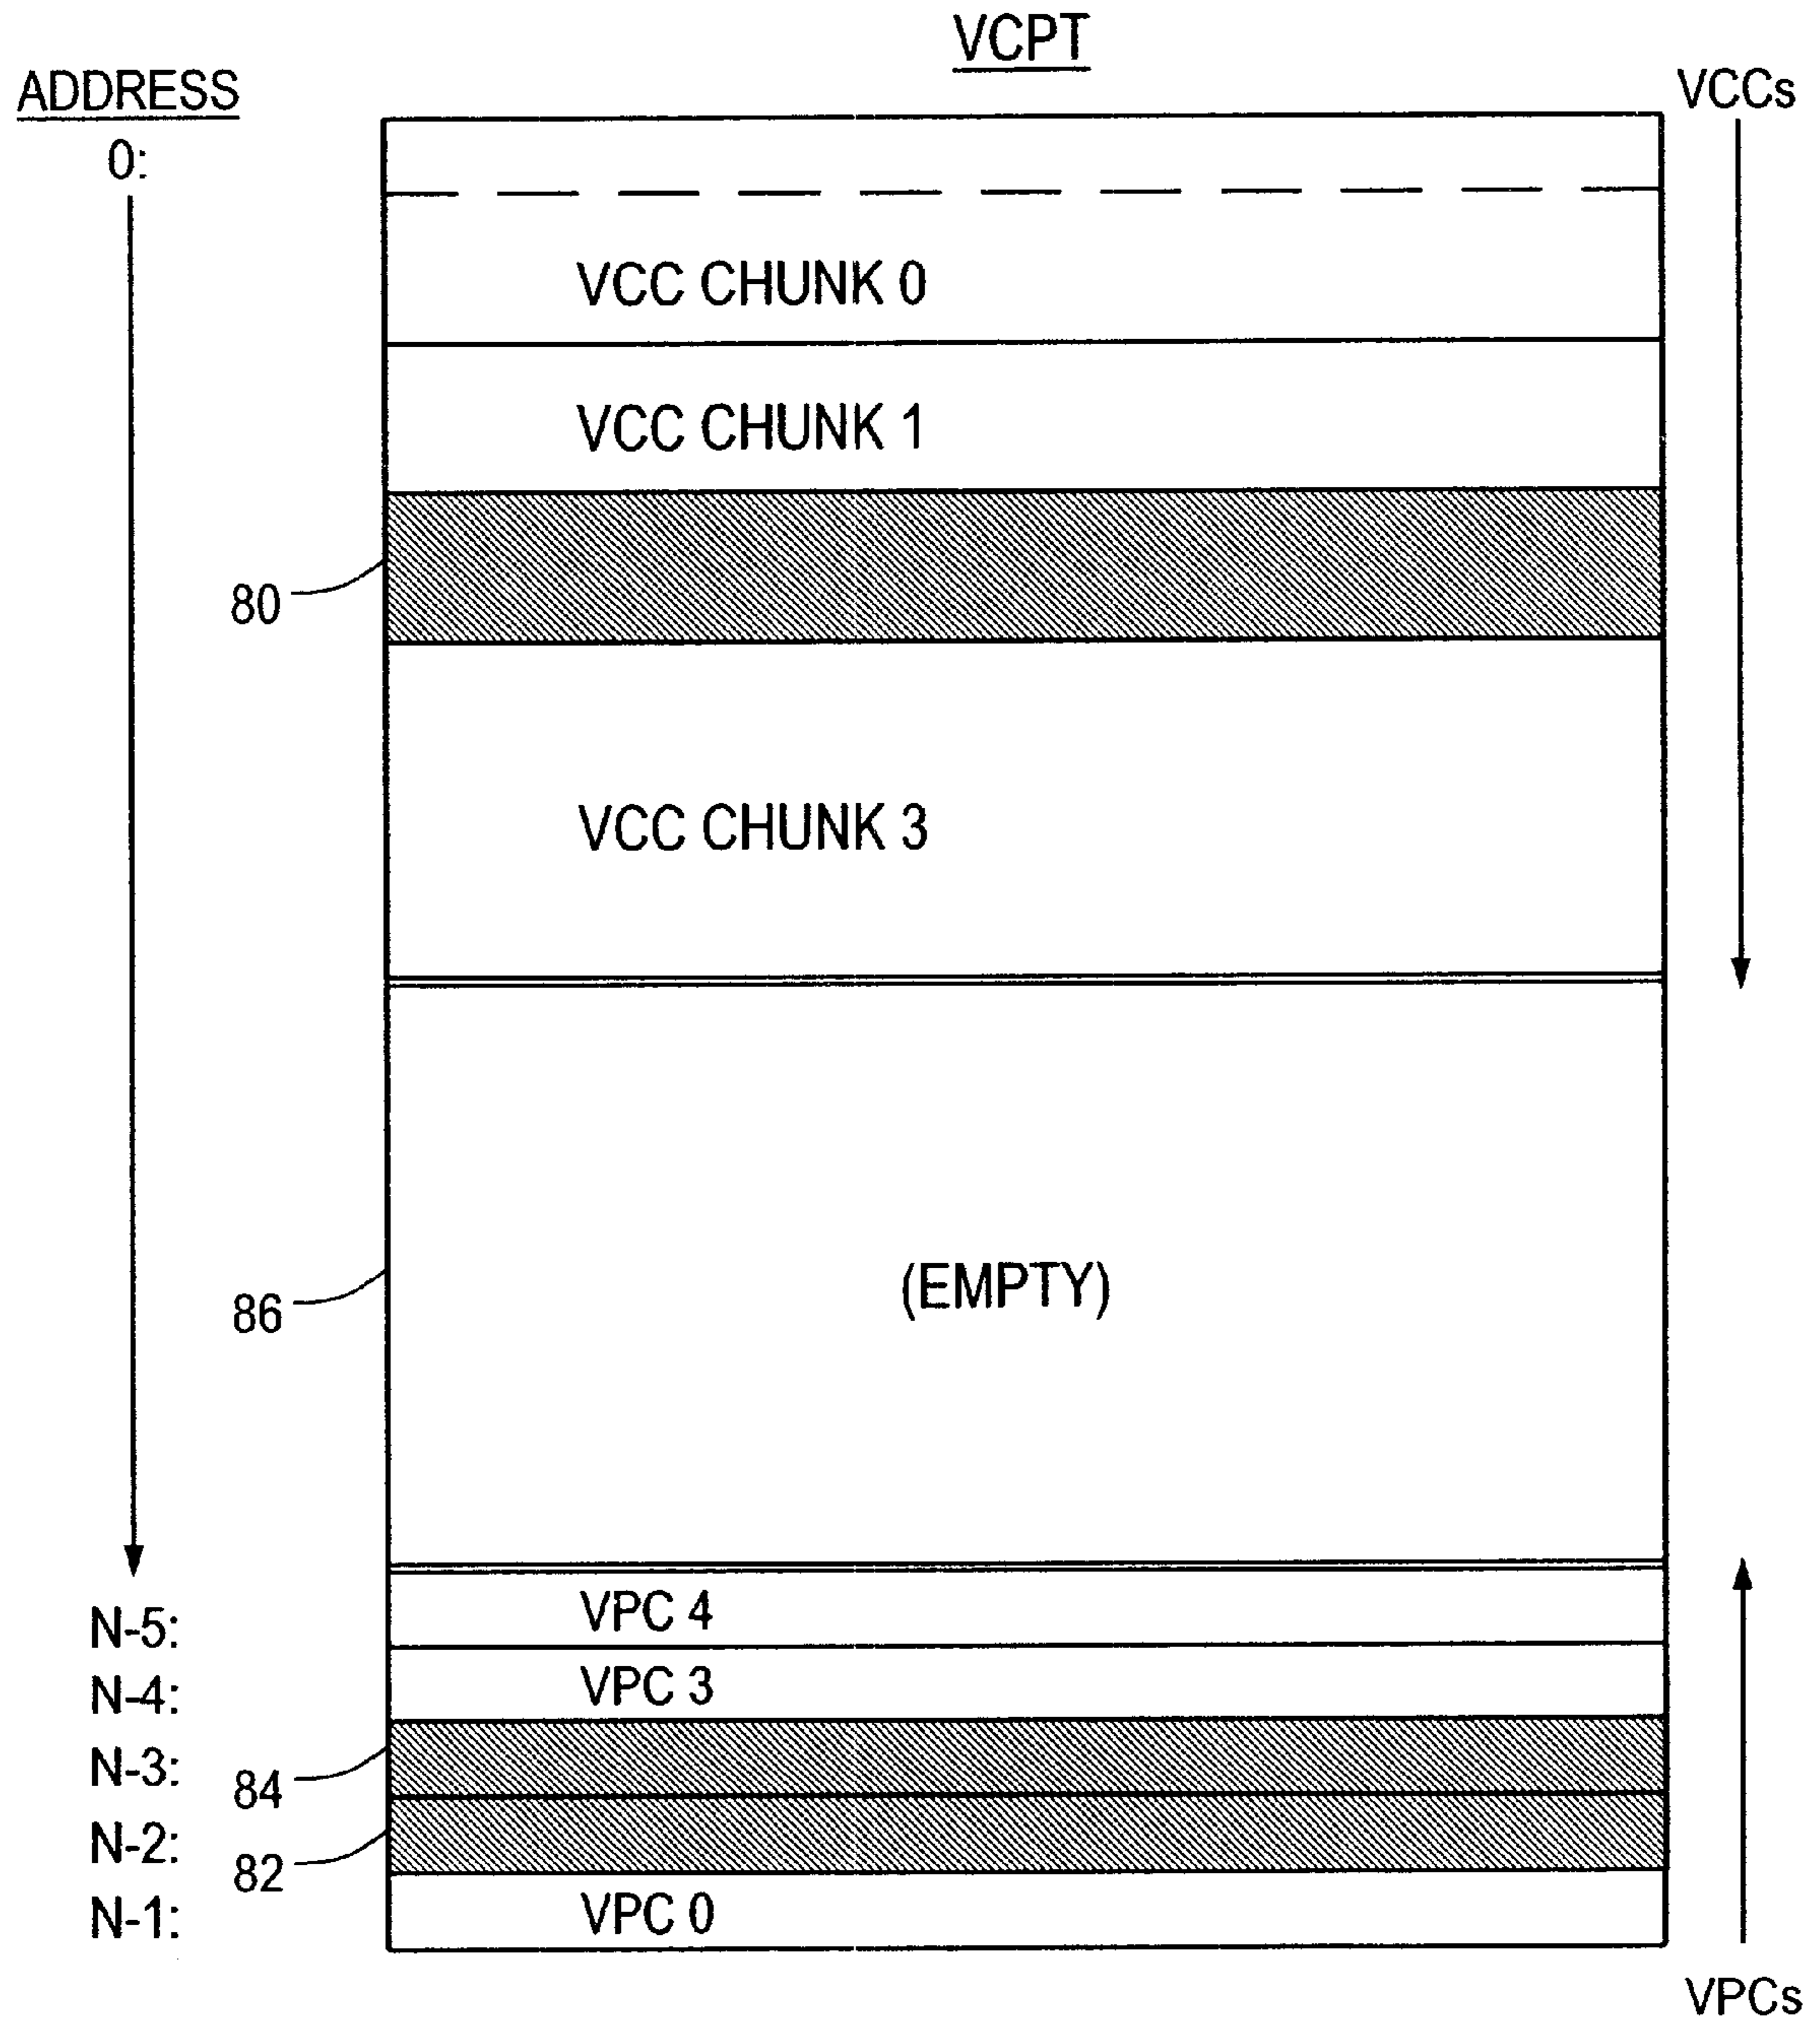 VCPT
ADDRESS
VCCs
0:
VCC CHUNK 0
VCC CHUNK 1
80
VCC CHUNK 3
(EMPTY)
86
N-5:
VPC 4
N-4:
VPC 3
N-3:
84
N-2:
82
N-1:
VPC 0
VPCs